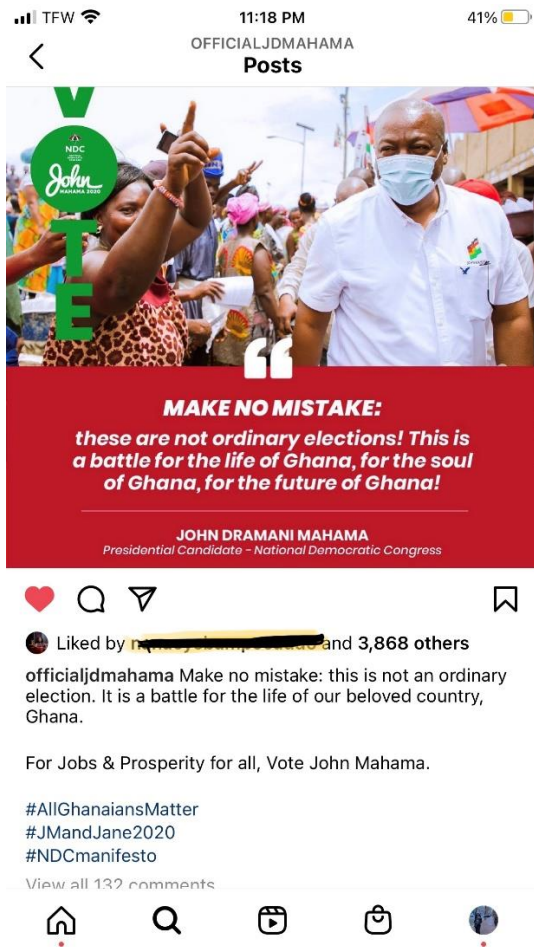 TFW
11:18 PM
41%
OFFICIALJDMAHAMA
Posts
VOTE
NDC
John
MAHAMA 2020
MAKE NO MISTAKE:
these are not ordinary elections! This is
a battle for the life of Ghana, for the soul
of Ghana, for the future of Ghana!
JOHN DRAMANI MAHAMA
Presidential Candidate - National Democratic Congress
Liked by and 3,868 others
officialjdmahama Make no mistake: this is not an ordinary
election. It is a battle for the life of our beloved country,
Ghana.
For Jobs & Prosperity for all, Vote John Mahama.
#AllGhanaiansMatter
#JMandJane2020
#NDCmanifesto
View all 132 comments